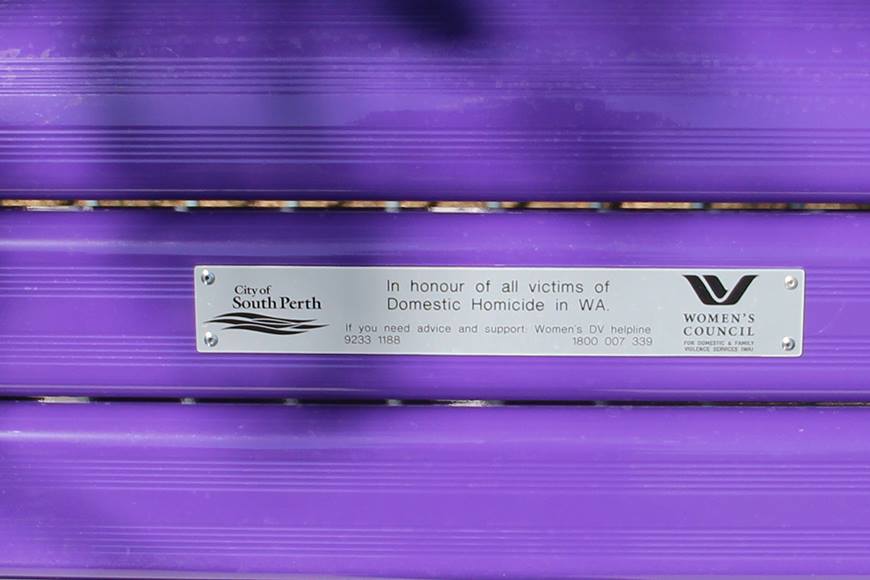 City of
South Perth
In honour of all victims of
Domestic Homicide in WA.
If you need advice and support: Women's DV helpline
9233 1188 1800 007 339
WOMEN'S
COUNCIL
FOR DOMESTIC & FAMILY
VIOLENCE SERVICES (WA)